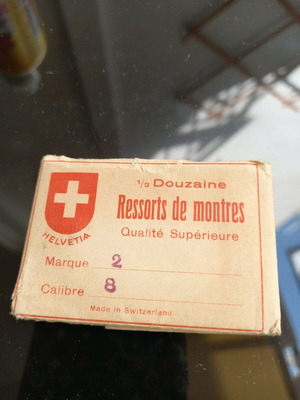 1/2 Douzaine
Ressorts de montres
Qualité Supérieure
HELVETIA
Marque 2
Calibre 8
Made in Switzerland